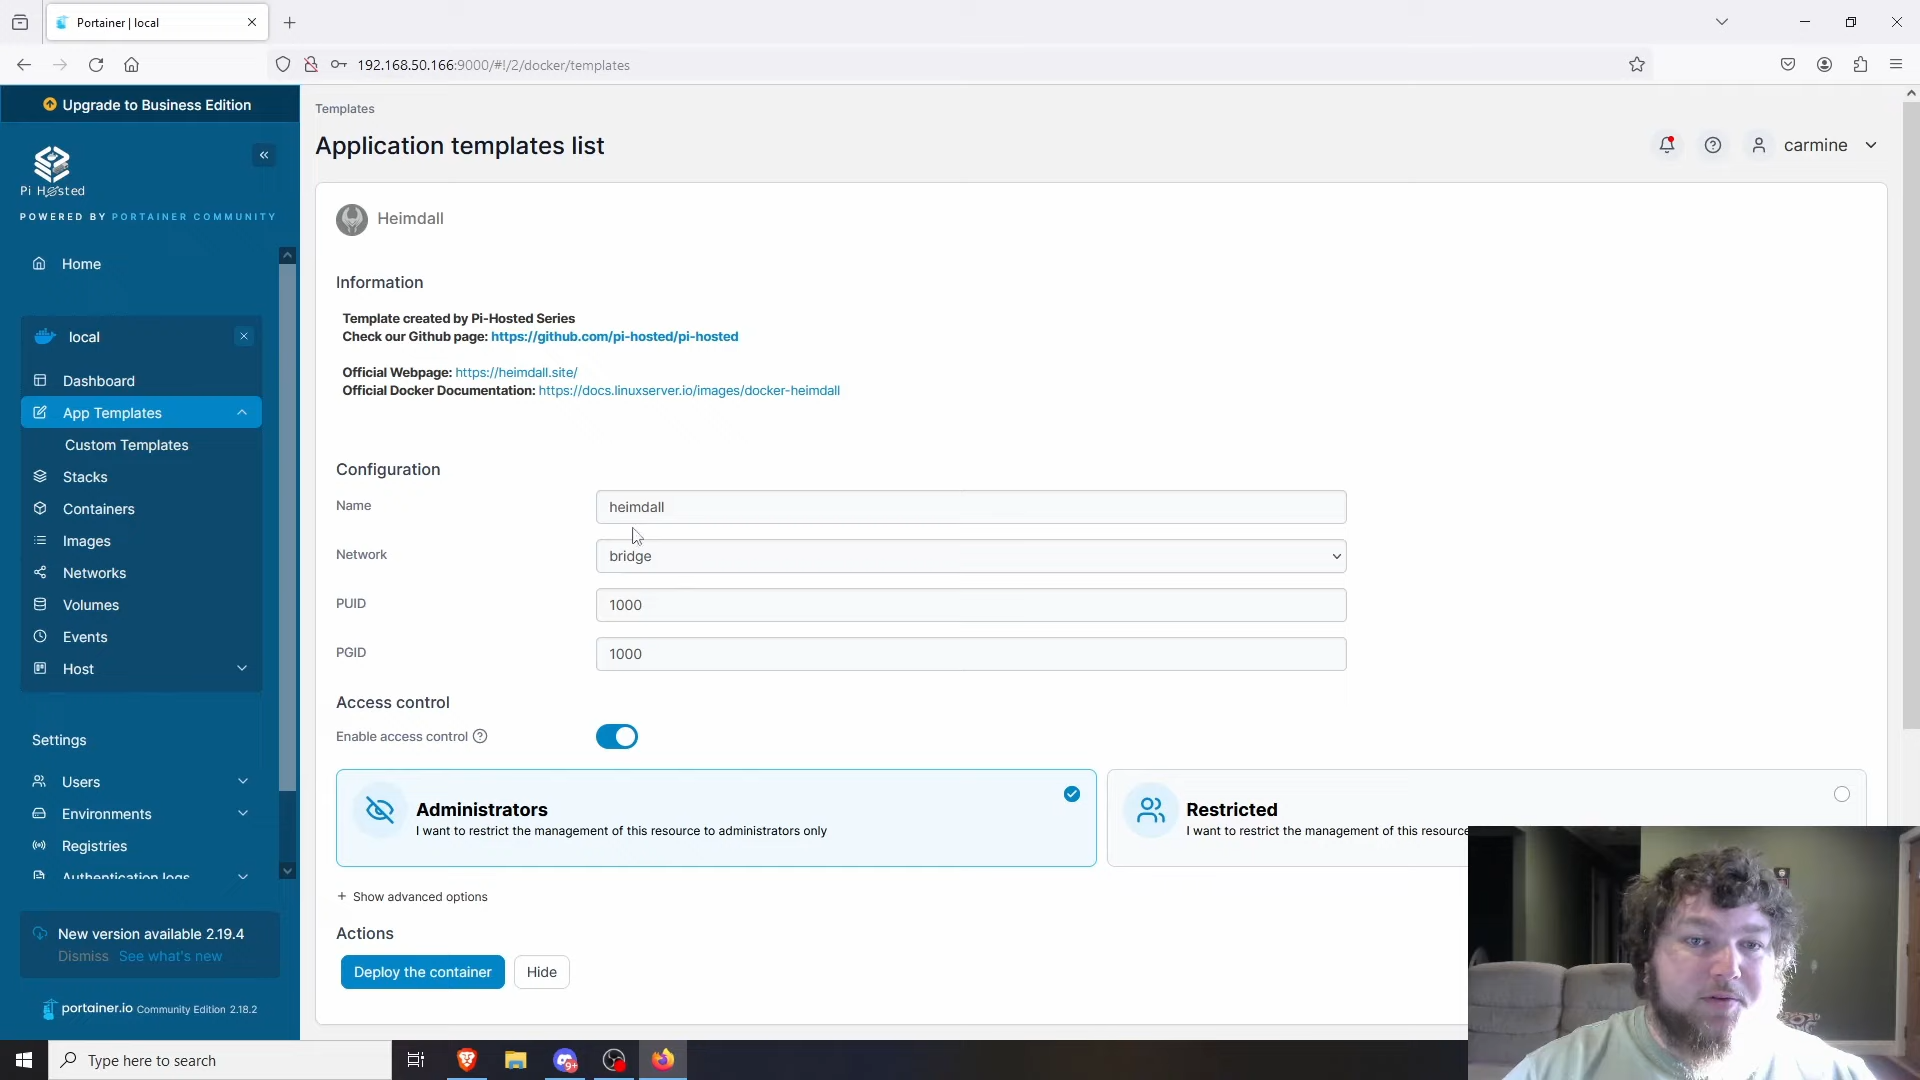 Portainer | local
192.168.50.166:9000/#!/2/docker/templates
Upgrade to Business Edition
Pi Hosted
POWERED BY PORTAINER COMMUNITY
Home
local
Dashboard
App Templates
Custom Templates
Stacks
Containers
Images
Networks
Volumes
Events
Host
Settings
Users
Environments
Registries
Authentication logs
New version available 2.19.4
Dismiss See what's new
portainer.io Community Edition 2.18.2
Templates
Application templates list
carmine
Heimdall
Information
Template created by Pi-Hosted Series
Check our Github page: https://github.com/pi-hosted/pi-hosted
Official Webpage: https://heimdall.site/
Official Docker Documentation: https://docs.linuxserver.io/images/docker-heimdall
Configuration
Name
heimdall
Network
bridge
PUID
1000
PGID
1000
Access control
Enable access control
Administrators
I want to restrict the management of this resource to administrators only
Restricted
I want to restrict the management of this resource
+ Show advanced options
Actions
Deploy the container
Hide
Type here to search
9+